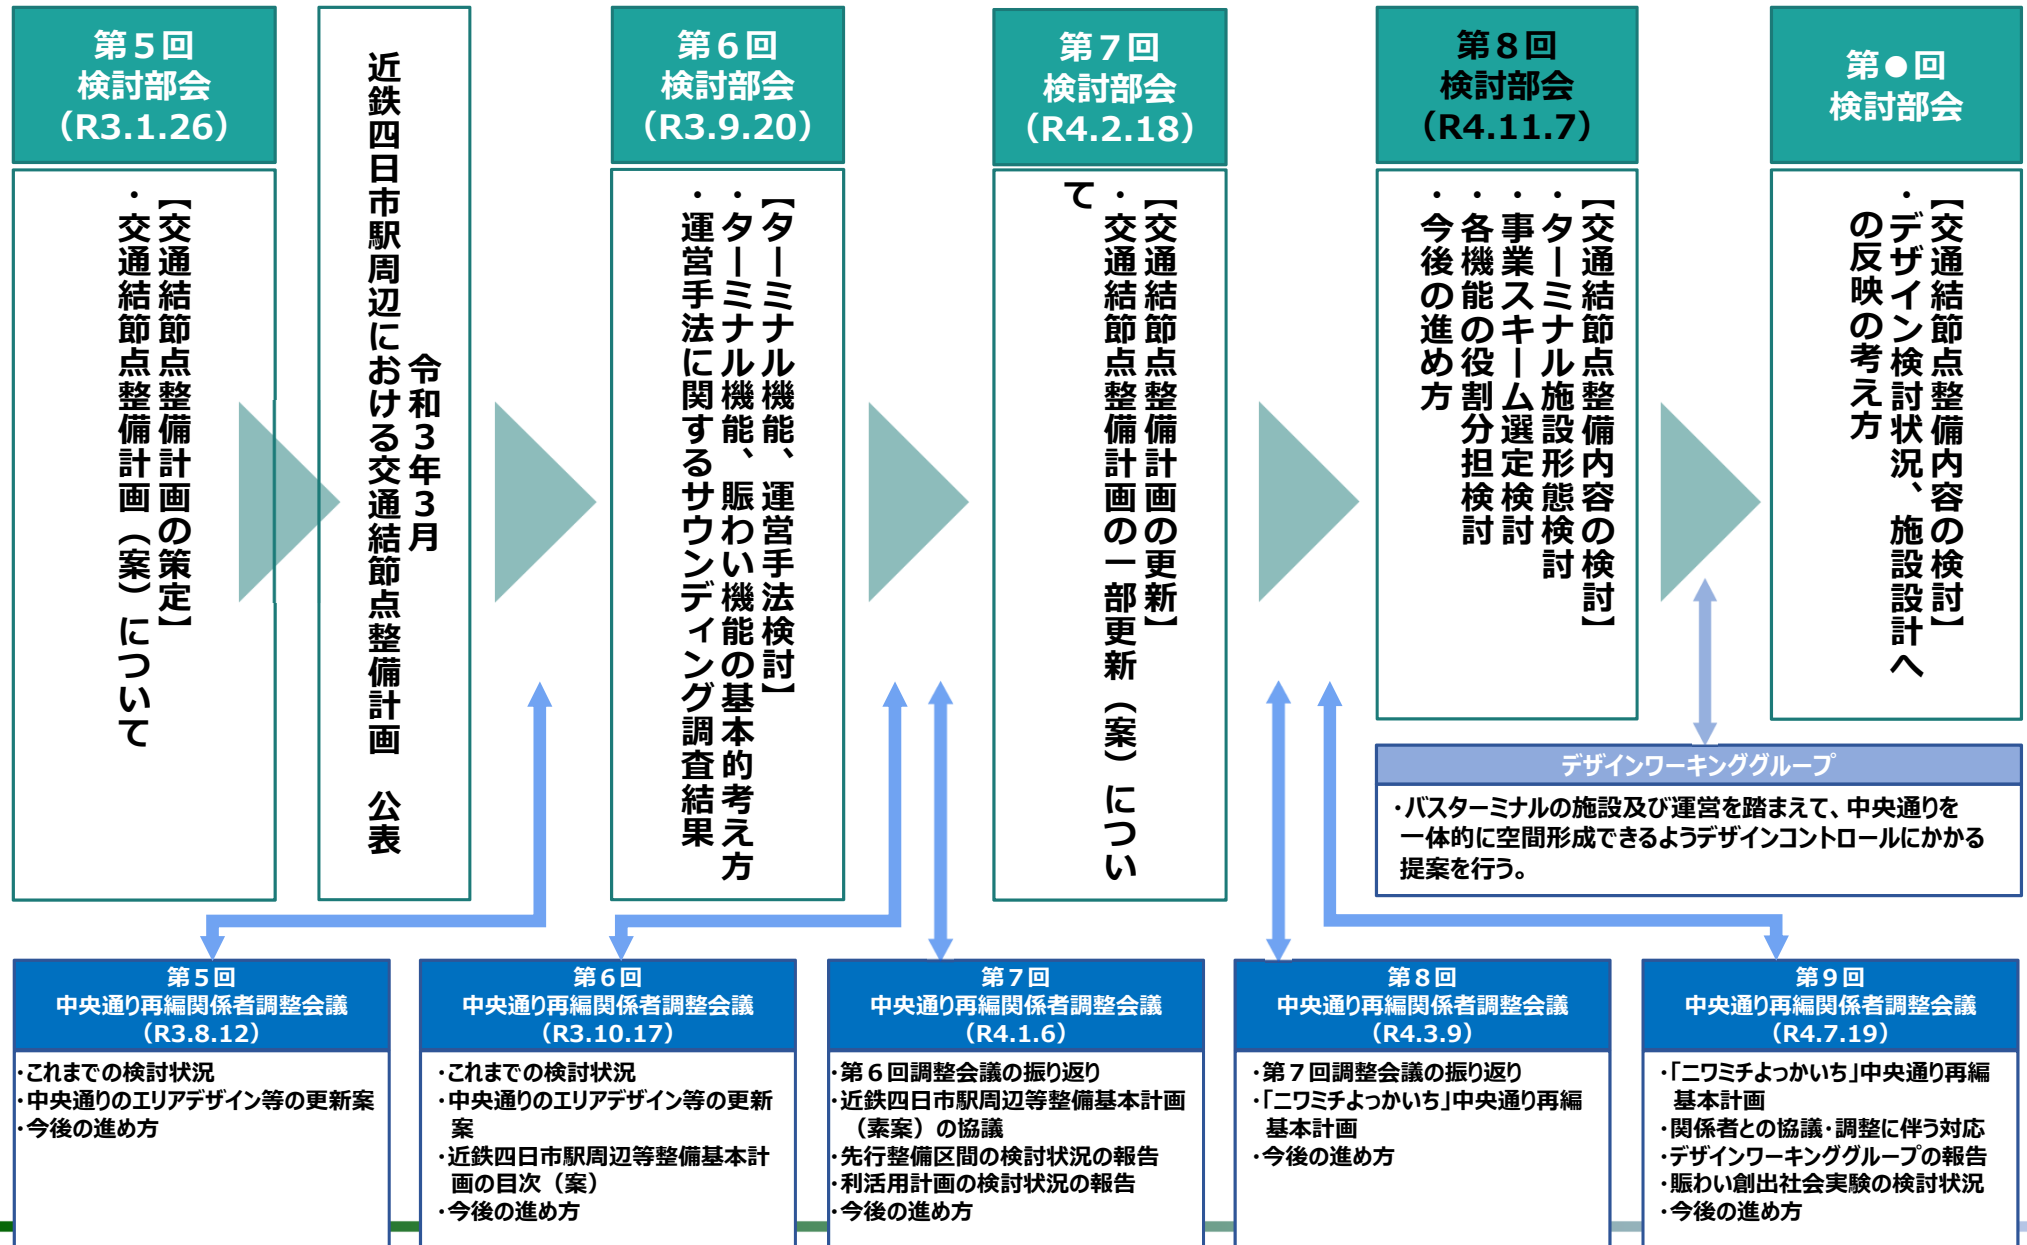 第5回
検討部会
（R3.1.26）
【交通結節点整備計画の策定】
・交通結節点整備計画（案）について
令和3年3月
近鉄四日市駅周辺における交通結節点整備計画　公表
第6回
検討部会
（R3.9.20）
【ターミナル機能、運営手法検討】
・ターミナル機能、賑わい機能の基本的考え方
・運営手法に関するサウンディング調査結果
第7回
検討部会
（R4.2.18）
【交通結節点整備計画の更新】
・交通結節点整備計画の一部更新（案）につい
て
第8回
検討部会
（R4.11.7）
【交通結節点整備内容の検討】
・ターミナル施設形態検討
・事業スキーム選定検討
・各機能の役割分担検討
・今後の進め方
第●回
検討部会
【交通結節点整備内容の検討】
・デザイン検討状況、施設設計へ
の反映の考え方
デザインワーキンググループ
・バスターミナルの施設及び運営を踏まえて、中央通りを
一体的に空間形成できるようデザインコントロールにかかる
提案を行う。
第5回
中央通り再編関係者調整会議
（R3.8.12）
・これまでの検討状況
・中央通りのエリアデザイン等の更新案
・今後の進め方
第6回
中央通り再編関係者調整会議
（R3.10.17）
・これまでの検討状況
・中央通りのエリアデザイン等の更新
案
・近鉄四日市駅周辺等整備基本計
画の目次（案）
・今後の進め方
第7回
中央通り再編関係者調整会議
（R4.1.6）
・第6回調整会議の振り返り
・近鉄四日市駅周辺等整備基本計画
（素案）の協議
・先行整備区間の検討状況の報告
・利活用計画の検討状況の報告
・今後の進め方
第8回
中央通り再編関係者調整会議
（R4.3.9）
・第7回調整会議の振り返り
・「ニワミチよっかいち」中央通り再編
基本計画
・今後の進め方
第9回
中央通り再編関係者調整会議
（R4.7.19）
・「ニワミチよっかいち」中央通り再編
基本計画
・関係者との協議・調整に伴う対応
・デザインワーキンググループの報告
・賑わい創出社会実験の検討状況
・今後の進め方